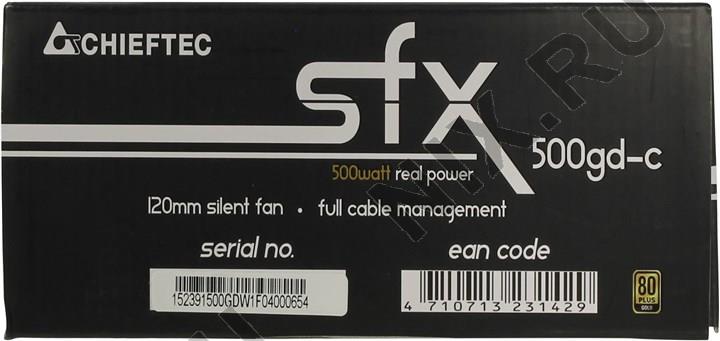 CHIEFTEC
sfx
500watt real power
500gd-c
120mm silent fan • full cable management
serial no.
ean code
152391500GDW1F04000654
4 710713 231429
80
PLUS
GOLD
NIX.RU